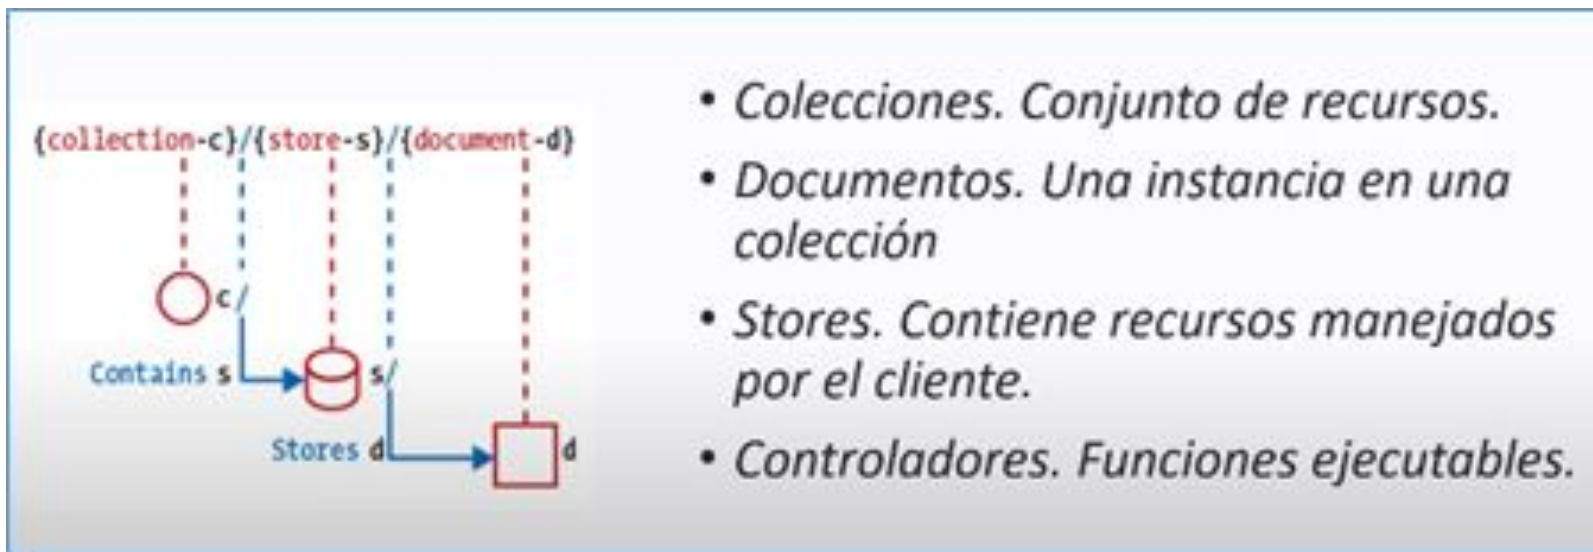 {collection-c}/{store-s}/{document-d}
c/
Contains s
s/
Stores d
d
• Colecciones. Conjunto de recursos.
• Documentos. Una instancia en una
colección
• Stores. Contiene recursos manejados
por el cliente.
• Controladores. Funciones ejecutables.